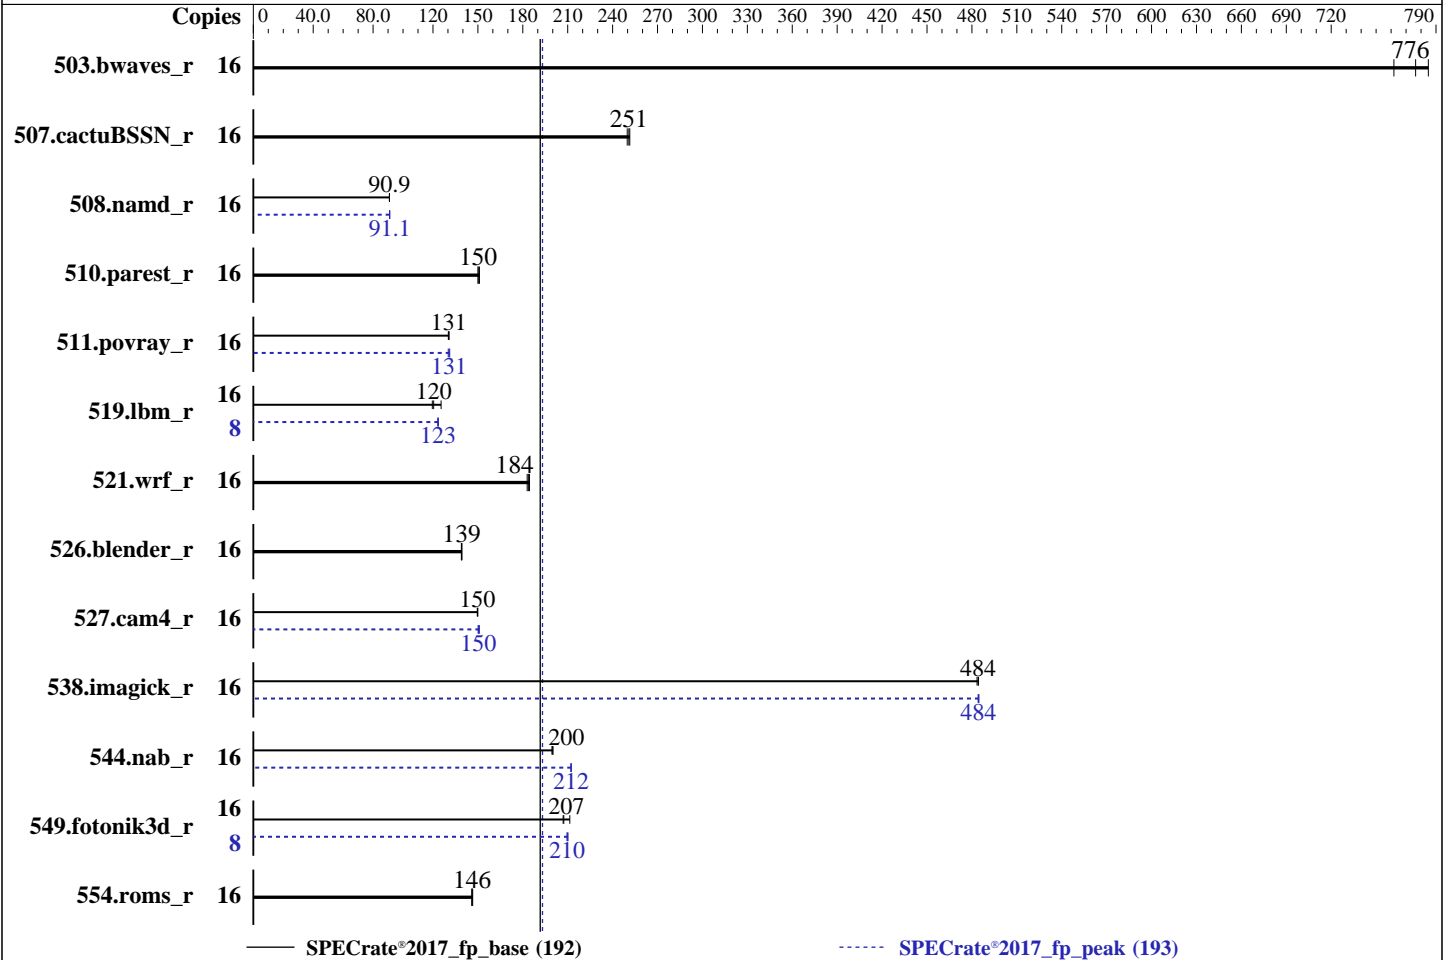 Copies 0 40.0 80.0 120 150 180 210 240 270 300 330 360 390 420 450 480 510 540 570 600 630 660 690 720 790
776
503.bwaves_r 16
251
507.cactuBSSN_r 16
90.9
508.namd_r 16
91.1
150
510.parest_r 16
131
511.povray_r 16
131
16 120
519.lbm_r
8 123
184
521.wrf_r 16
139
526.blender_r 16
150
527.cam4_r 16
150
484
538.imagick_r 16
484
200
544.nab_r 16
212
16 207
549.fotonik3d_r
8 210
146
554.roms_r 16
SPECrate®2017_fp_base (192) SPECrate®2017_fp_peak (193)